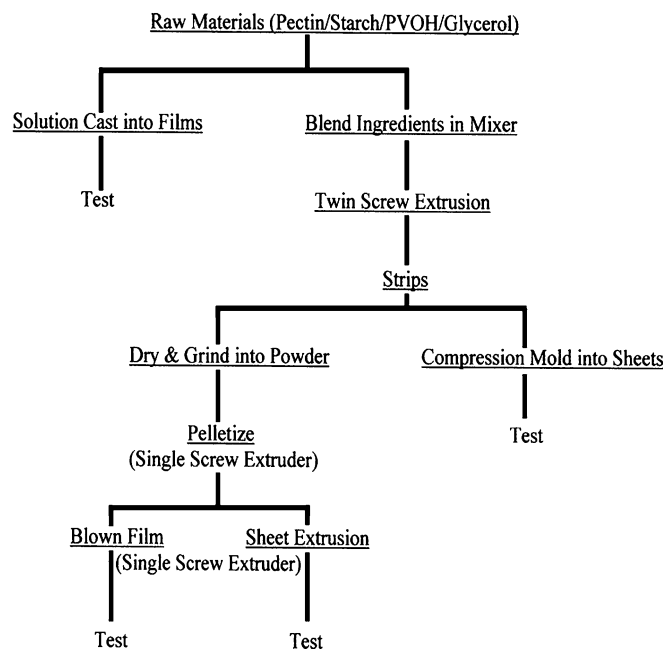 Raw Materials (Pectin/Starch/PVOH/Glycerol)
Solution Cast into Films
Blend Ingredients in Mixer
Test
Twin Screw Extrusion
Strips
Dry & Grind into Powder
Compression Mold into Sheets
Pelletize
(Single Screw Extruder)
Test
Blown Film
Sheet Extrusion
(Single Screw Extruder)
Test
Test